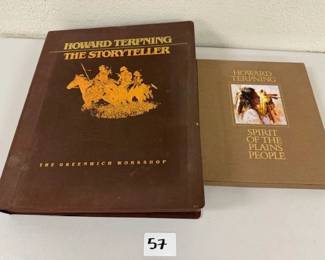 HOWARD TERPNING
THE STORYTELLER
THE GREENWICH WORKSHOP
HOWARD
TERPNING
SPIRIT
OF THE
PLAINS
PEOPLE
57